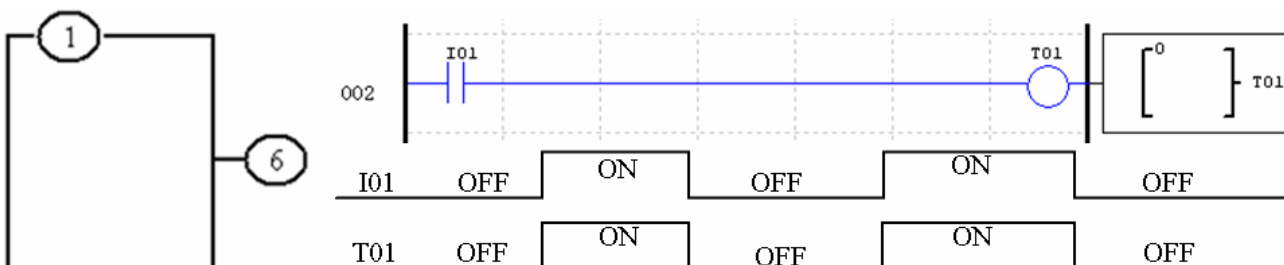 1
6
I01 T01
002
0
T01
I01 OFF ON OFF ON OFF
T01 OFF ON OFF ON OFF